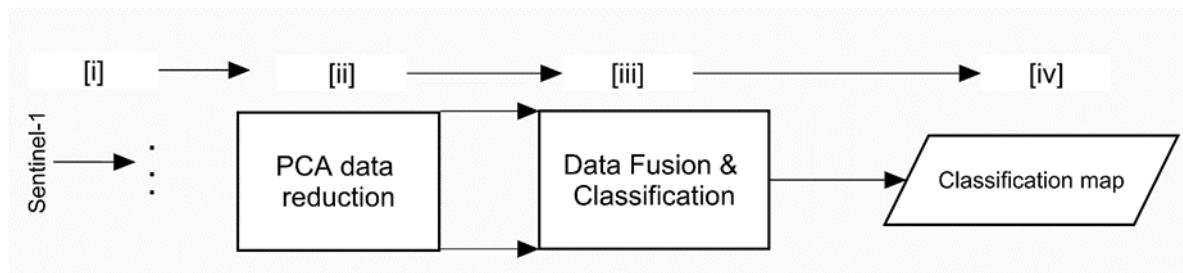 [i]
[ii]
[iii]
[iv]
Sentinel-1
PCA data
reduction
Data Fusion &
Classification
Classification map